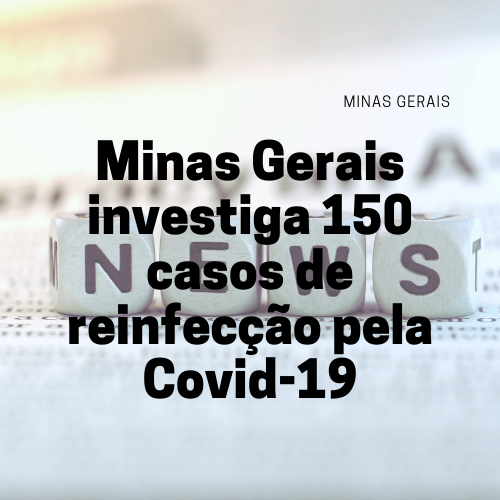 MINAS GERAIS
Minas Gerais
investiga 150
casos de
reinfecção pela
Covid-19
NEWS